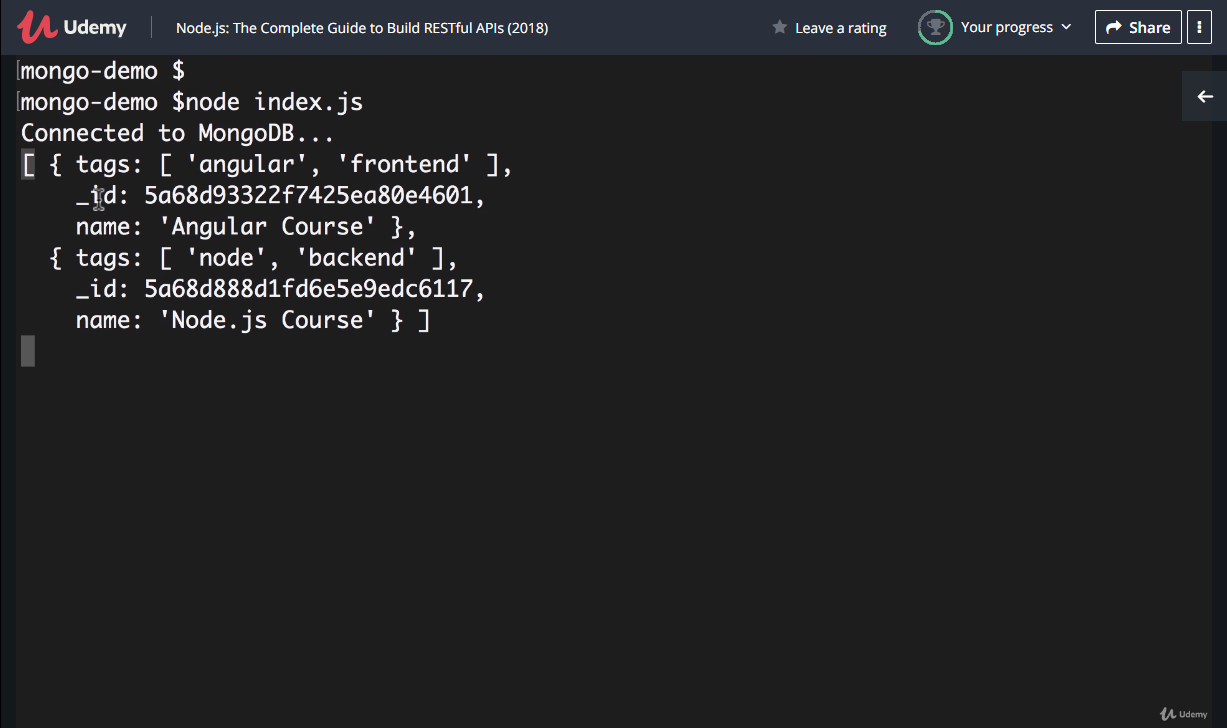 Udemy
Node.js: The Complete Guide to Build RESTful APIs (2018)
Leave a rating
Your progress
Share
[mongo-demo $
[mongo-demo $node index.js
Connected to MongoDB...
[ { tags: [ 'angular', 'frontend' ],
_id: 5a68d93322f7425ea80e4601,
name: 'Angular Course' },
{ tags: [ 'node', 'backend' ],
_id: 5a68d888d1fd6e5e9edc6117,
name: 'Node.js Course' } ]
Udemy